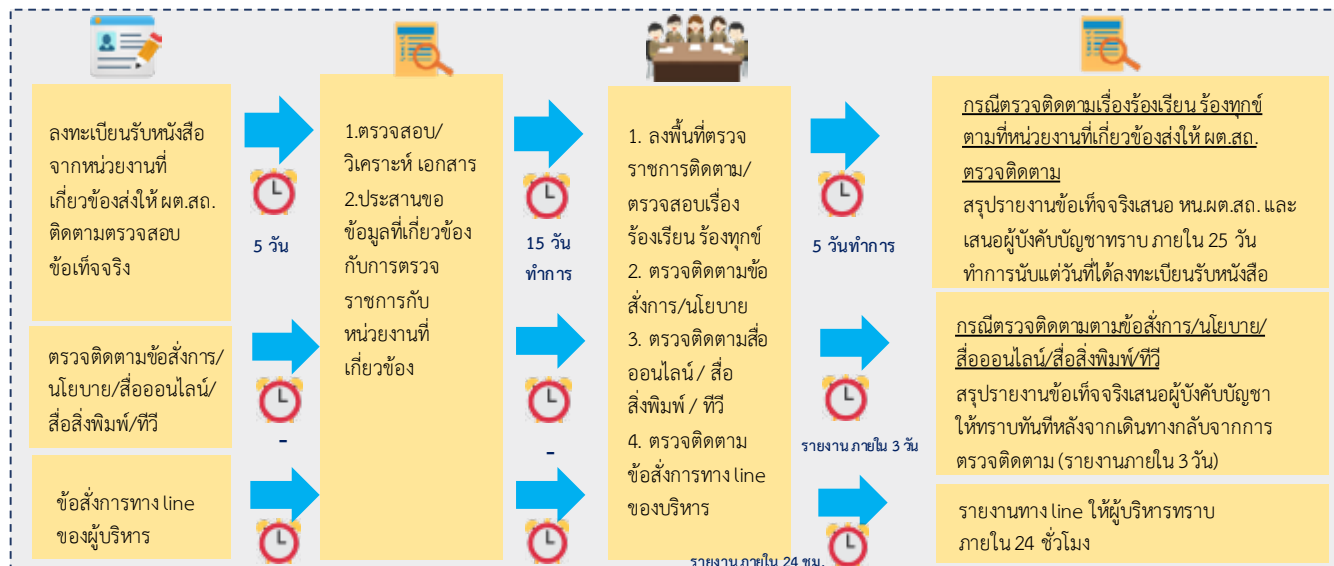 ลงทะเบียนรับหนังสือ
จากหน่วยงานที่
เกี่ยวข้องส่งให้ ผต.สถ.
ติดตามตรวจสอบ
ข้อเท็จจริง
5 วัน
1.ตรวจสอบ/
วิเคราะห์ เอกสาร
2.ประสานขอ
ข้อมูลที่เกี่ยวข้อง
กับการตรวจ
ราชการกับ
หน่วยงานที่
เกี่ยวข้อง
15 วัน
ทำการ
1. ลงพื้นที่ตรวจ
ราชการติดตาม/
ตรวจสอบเรื่อง
ร้องเรียน ร้องทุกข์
2. ตรวจติดตามข้อ
สั่งการ/นโยบาย
3. ตรวจติดตามสื่อ
ออนไลน์ / สื่อ
สิ่งพิมพ์ / ทีวี
4. ตรวจติดตาม
ข้อสั่งการทาง line
ของบริหาร
5 วันทำการ
กรณีตรวจติดตามเรื่องร้องเรียน ร้องทุกข์
ตามที่หน่วยงานที่เกี่ยวข้องส่งให้ ผต.สถ.
ตรวจติดตาม
สรุปรายงานข้อเท็จจริงเสนอ หน.ผต.สถ. และ
เสนอผู้บังคับบัญชาทราบ ภายใน 25 วัน
ทำการนับแต่วันที่ได้ลงทะเบียนรับหนังสือ
ตรวจติดตามข้อสั่งการ/
นโยบาย/สื่อออนไลน์/
สื่อสิ่งพิมพ์/ทีวี
-
-
รายงาน ภายใน 3 วัน
กรณีตรวจติดตามตามข้อสั่งการ/นโยบาย/
สื่อออนไลน์/สื่อสิ่งพิมพ์/ทีวี
สรุปรายงานข้อเท็จจริงเสนอผู้บังคับบัญชา
ให้ทราบทันทีหลังจากเดินทางกลับจากการ
ตรวจติดตาม (รายงานภายใน 3 วัน)
ข้อสั่งการทาง line
ของผู้บริหาร
รายงาน ภายใน 24 ชม.
รายงานทาง line ให้ผู้บริหารทราบ
ภายใน 24 ชั่วโมง